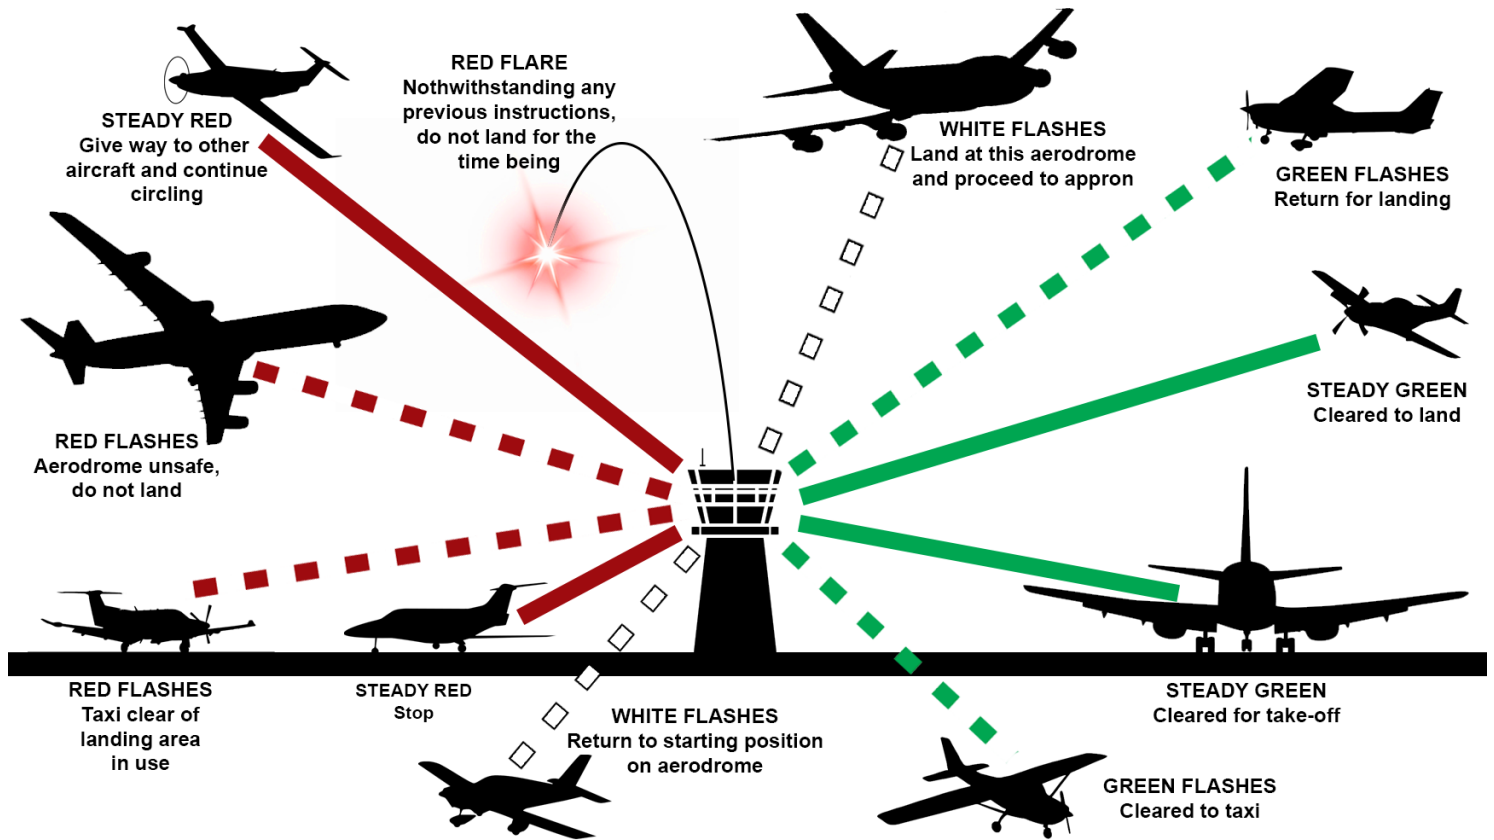 STEADY RED
Give way to other
aircraft and continue
circling
RED FLARE
Nothwithstanding any
previous instructions,
do not land for the
time being
WHITE FLASHES
Land at this aerodrome
and proceed to appron
GREEN FLASHES
Return for landing
STEADY GREEN
Cleared to land
RED FLASHES
Aerodrome unsafe,
do not land
RED FLASHES
Taxi clear of
landing area
in use
STEADY RED
Stop
WHITE FLASHES
Return to starting position
on aerodrome
STEADY GREEN
Cleared for take-off
GREEN FLASHES
Cleared to taxi